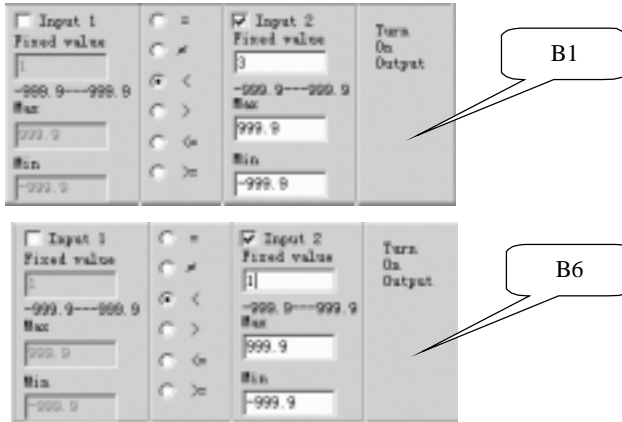 Input 1
Fixed value
1
-999.9---999.9
Max
999.9
Min
-999.9
=
≠
<
>
<=
>=
Input 2
Fixed value
3
-999.9---999.9
Max
999.9
Min
-999.9
Turn
On
Output
B1
Input 1
Fixed value
1
-999.9---999.9
Max
999.9
Min
-999.9
=
≠
<
>
<=
>=
Input 2
Fixed value
1
-999.9---999.9
Max
999.9
Min
-999.9
Turn
On
Output
B6